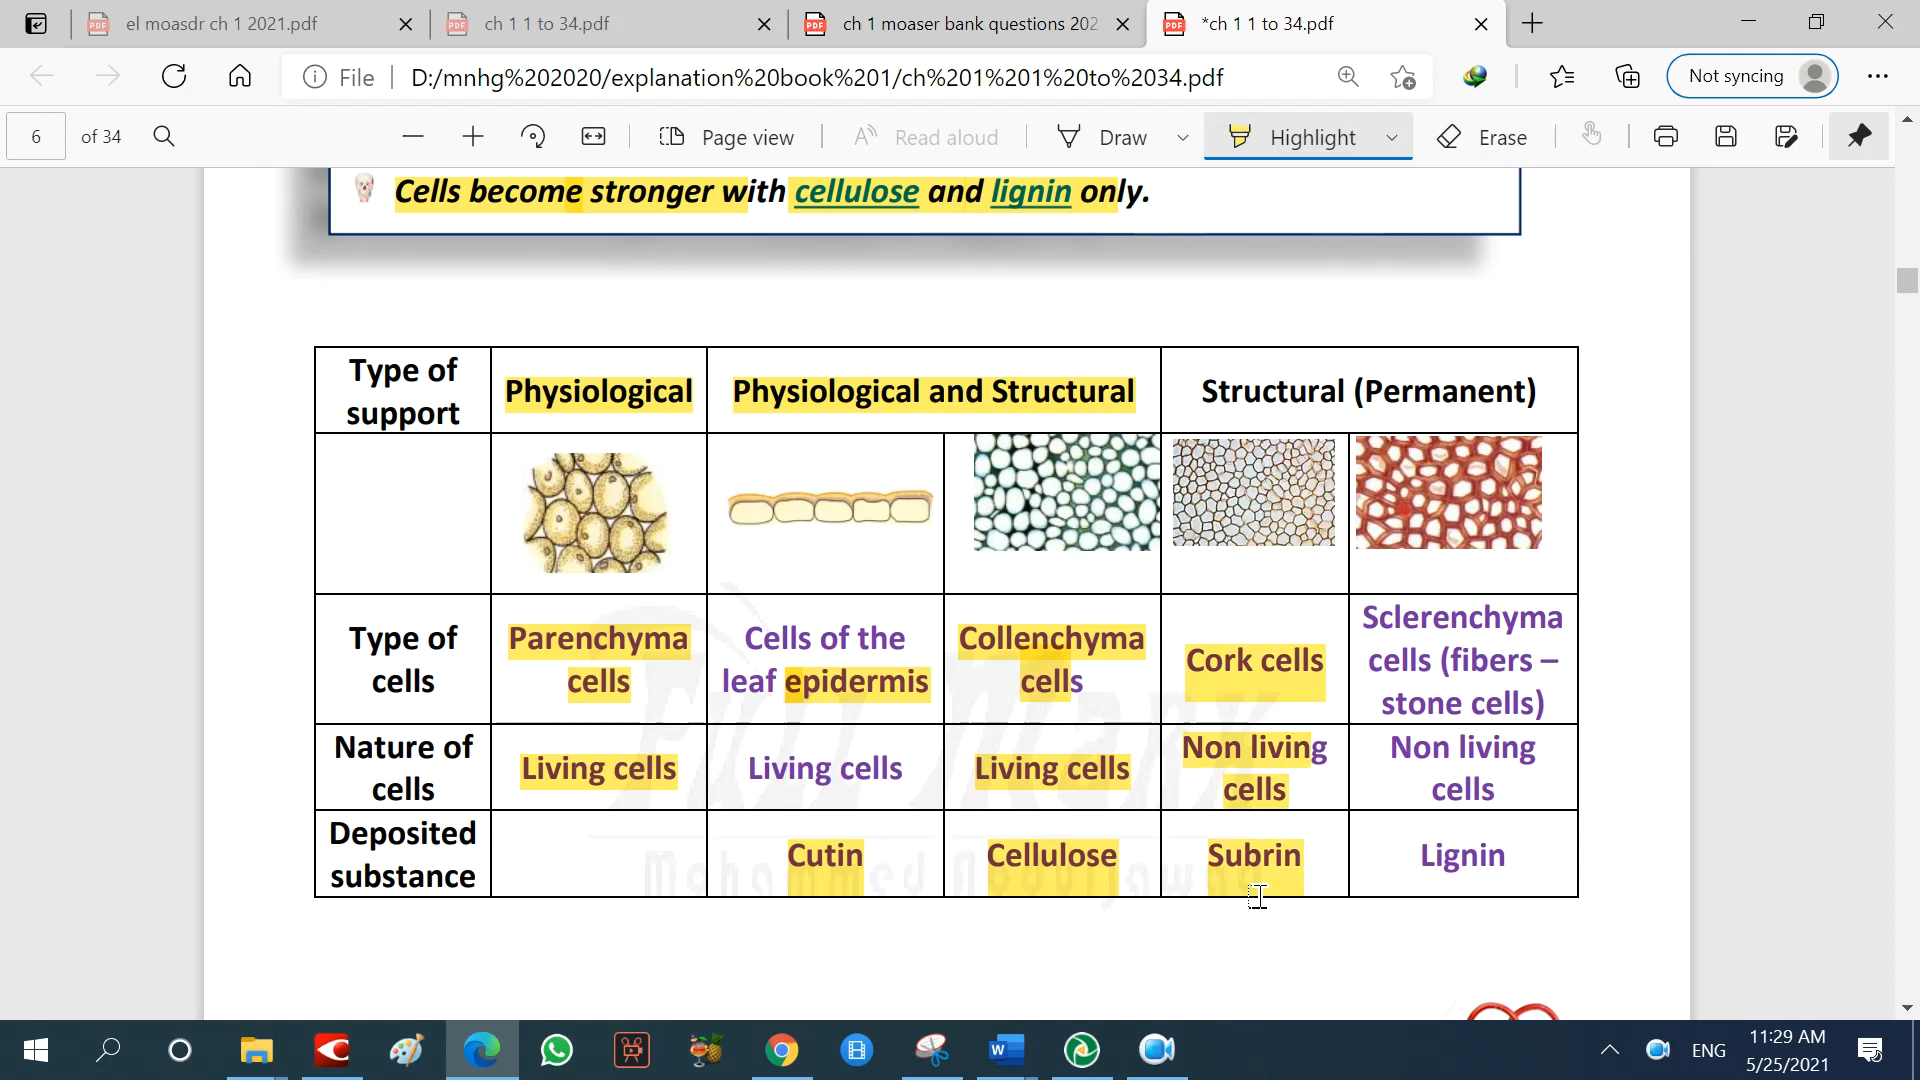 el moasdr ch 1 2021.pdf
ch 1 1 to 34.pdf
ch 1 moaser bank questions 202
*ch 1 1 to 34.pdf
File
D:/mnhg%202020/explanation%20book%201/ch%201%201%20to%2034.pdf
Not syncing
6 of 34
Page view
Read aloud
Draw
Highlight
Erase
Cells become stronger with cellulose and lignin only.
Type of support
Physiological
Physiological and Structural
Structural (Permanent)
Type of cells
Parenchyma cells
Cells of the leaf epidermis
Collenchyma cells
Cork cells
Sclerenchyma cells (fibers – stone cells)
Nature of cells
Living cells
Living cells
Living cells
Non living cells
Non living cells
Deposited substance
Cutin
Cellulose
Subrin
Lignin
Full Mark
Mohammed Abdulgawad
ENG
11:29 AM
5/25/2021